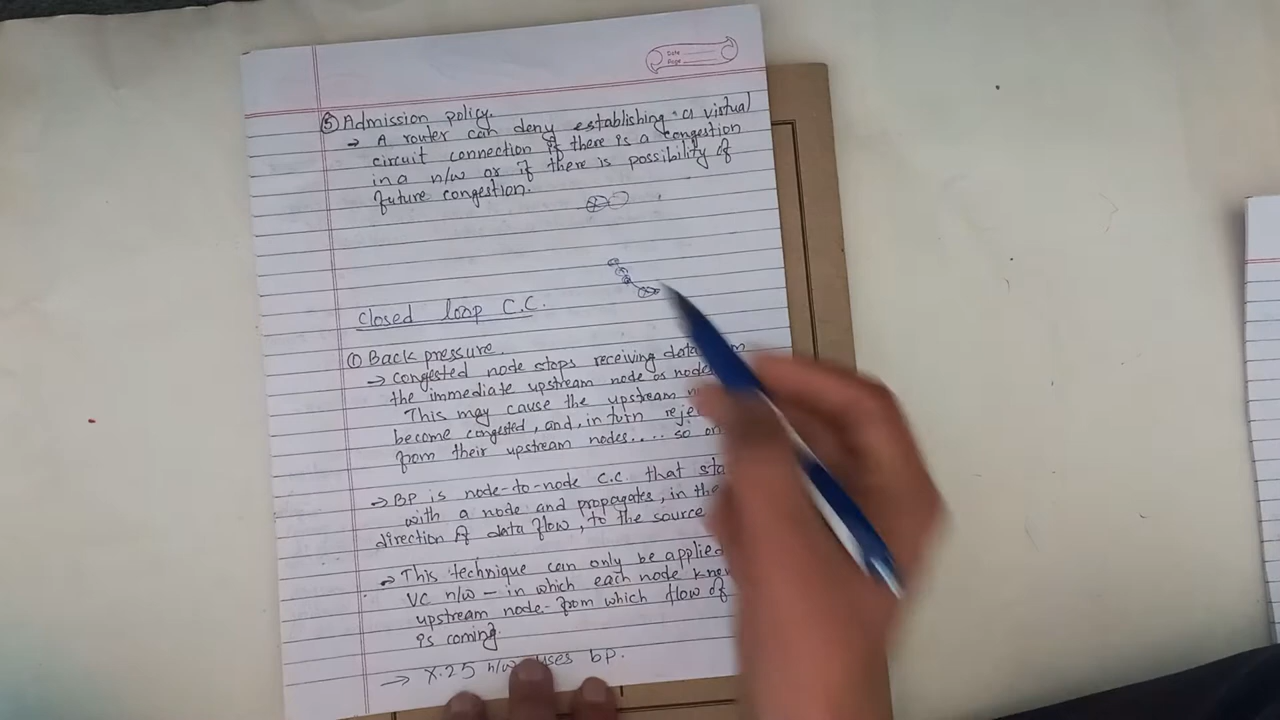 Date
Page
⑤ Admission policy.
→ A router can deny establishing a virtual
circuit connection if there is a congestion
in a n/w or if there is possibility of
future congestion.
Closed loop C.C.
① Back pressure.
→ Congested node stops receiving data
the immediate upstream node or
This may cause the upstream
become congested, and, in turn
from their upstream nodes.... so on
→ BP is node-to-node C.C. that
with a node and propagates, in the
direction of data flow, to the source
→ This technique can only be applied
VC n/w – in which each node
upstream node - from which flow of
is coming.
→ X.25 n/w uses bp.